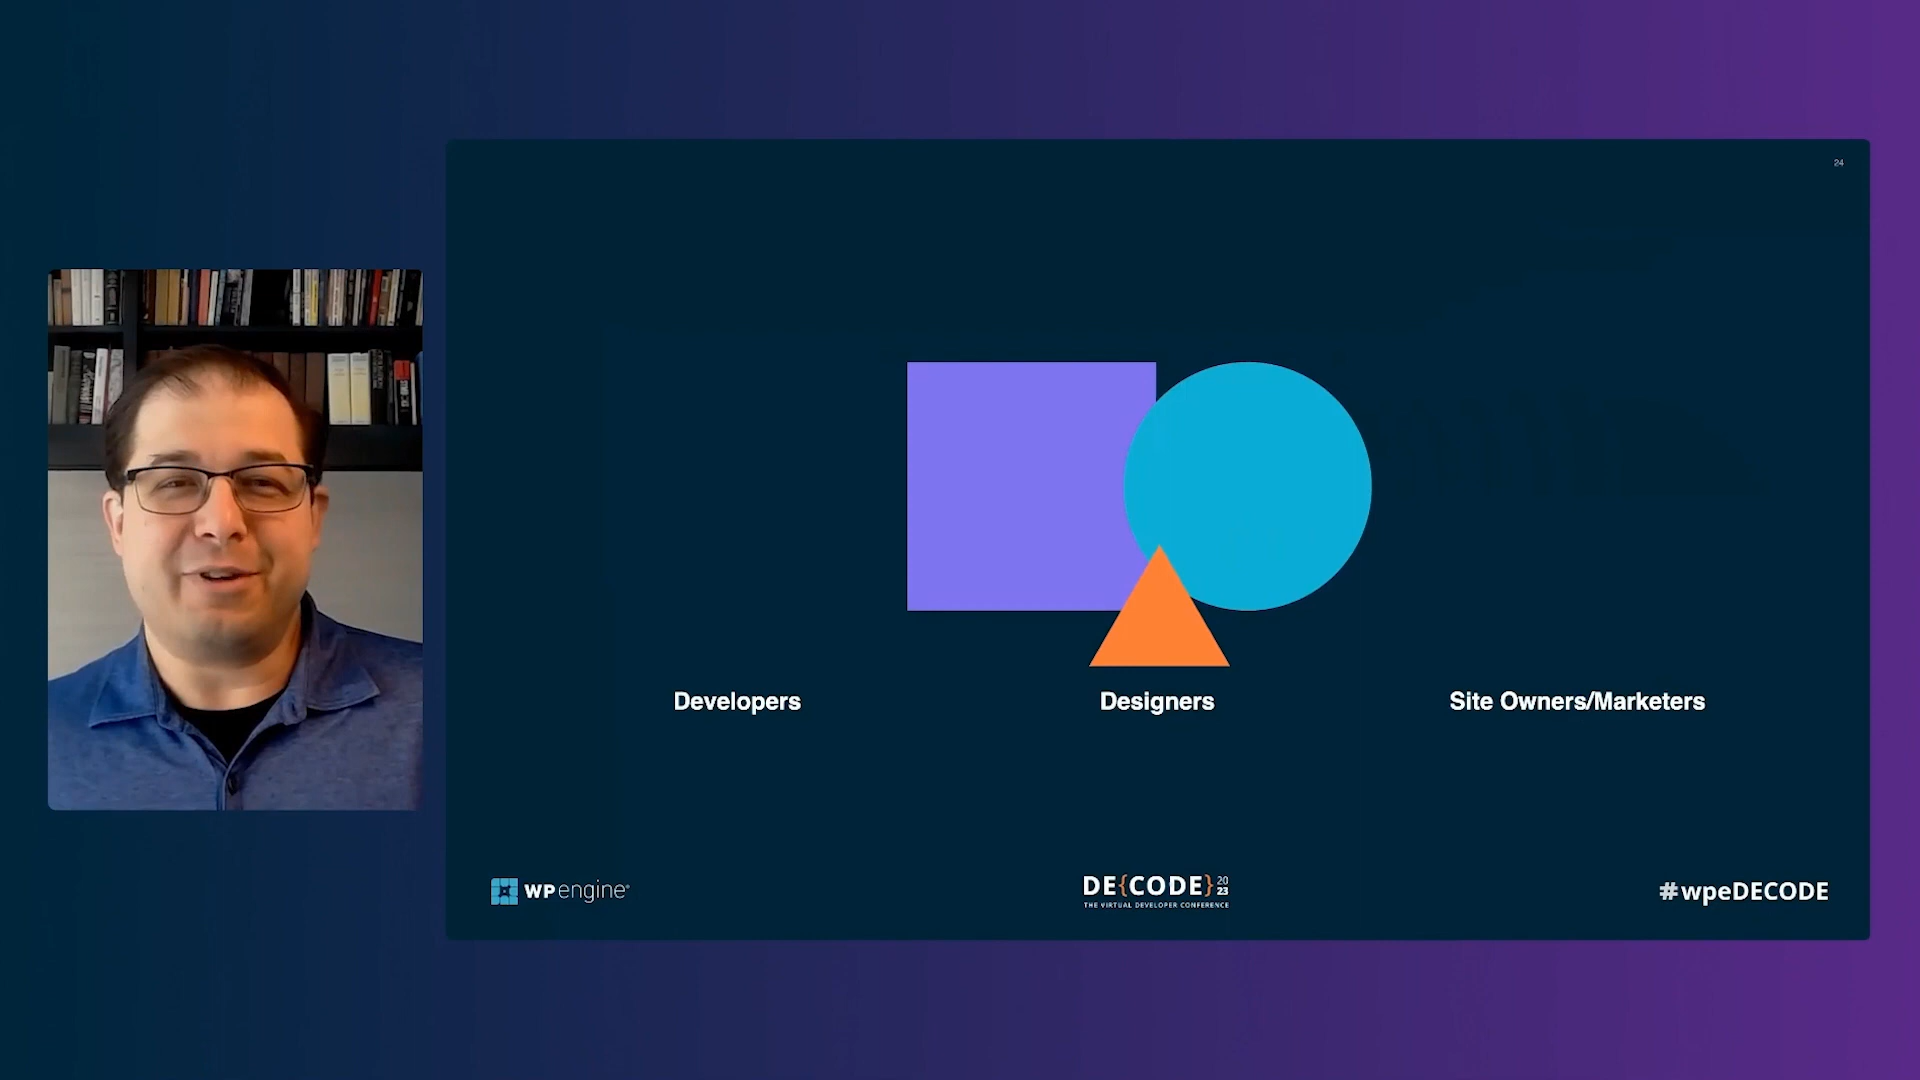 24
Developers
Designers
Site Owners/Marketers
WP engine®
DE{CODE} 20 23
THE VIRTUAL DEVELOPER CONFERENCE
#wpeDECODE